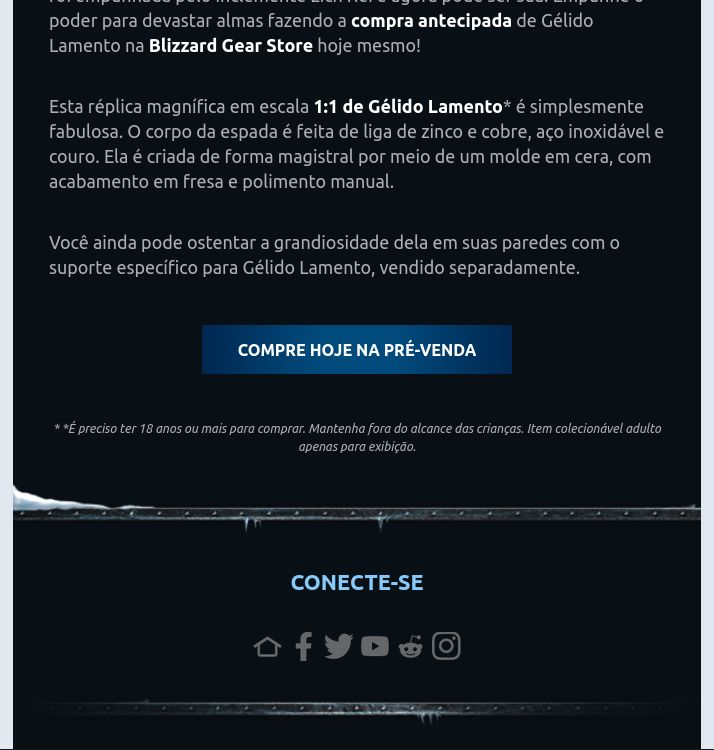 poder para devastar almas fazendo a compra antecipada de Gélido
Lamento na Blizzard Gear Store hoje mesmo!
Esta réplica magnífica em escala 1:1 de Gélido Lamento* é simplesmente
fabulosa. O corpo da espada é feita de liga de zinco e cobre, aço inoxidável e
couro. Ela é criada de forma magistral por meio de um molde em cera, com
acabamento em fresa e polimento manual.
Você ainda pode ostentar a grandiosidade dela em suas paredes com o
suporte específico para Gélido Lamento, vendido separadamente.
COMPRE HOJE NA PRÉ-VENDA
* *É preciso ter 18 anos ou mais para comprar. Mantenha fora do alcance das crianças. Item colecionável adulto
apenas para exibição.
CONECTE-SE